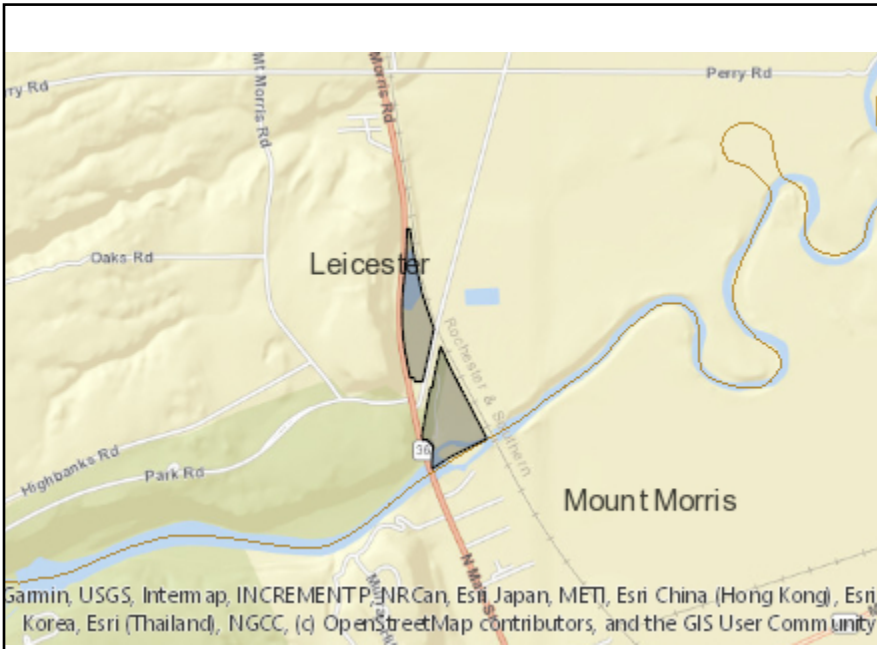 Mt Morris Rd
Morris Rd
Perry Rd
rry Rd
Oaks Rd
Leicester
Rochester & Southern
Highbanks Rd
Park Rd
36
Mount Morris
N Main St
Garmin, USGS, Intermap, INCREMENT P, NRCan, Esri Japan, METI, Esri China (Hong Kong), Esri
Korea, Esri (Thailand), NGCC, (c) OpenStreetMap contributors, and the GIS User Community